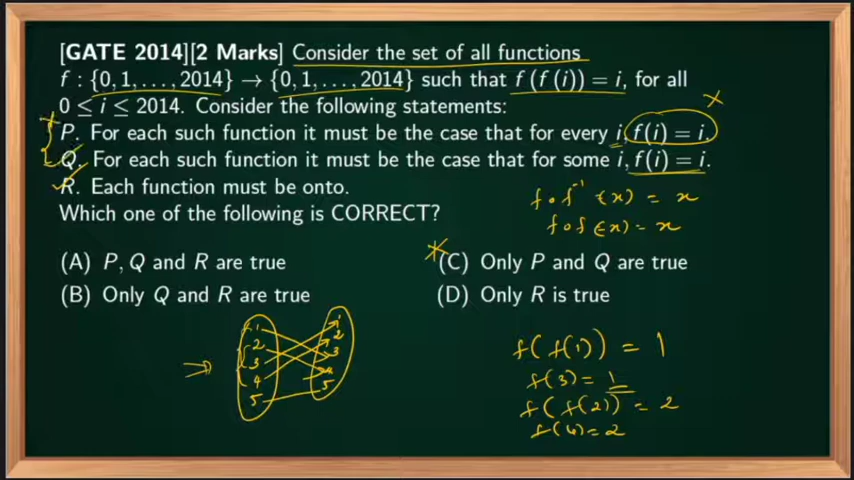 [GATE 2014][2 Marks] Consider the set of all functions
f : {0, 1, . . . , 2014} → {0, 1, . . . , 2014} such that f(f(i)) = i, for all
0 ≤ i ≤ 2014. Consider the following statements:
P. For each such function it must be the case that for every i, f(i) = i.
Q. For each such function it must be the case that for some i, f(i) = i.
R. Each function must be onto.
Which one of the following is CORRECT?
f∘f⁻¹(x) = x
f∘f(x) = x
(A) P, Q and R are true
(B) Only Q and R are true
(C) Only P and Q are true
(D) Only R is true
1 1
2 2
3 3
4 4
5 5
f(f(1)) = 1
f(3) = 1
f(f(2)) = 2
f(4) = 2